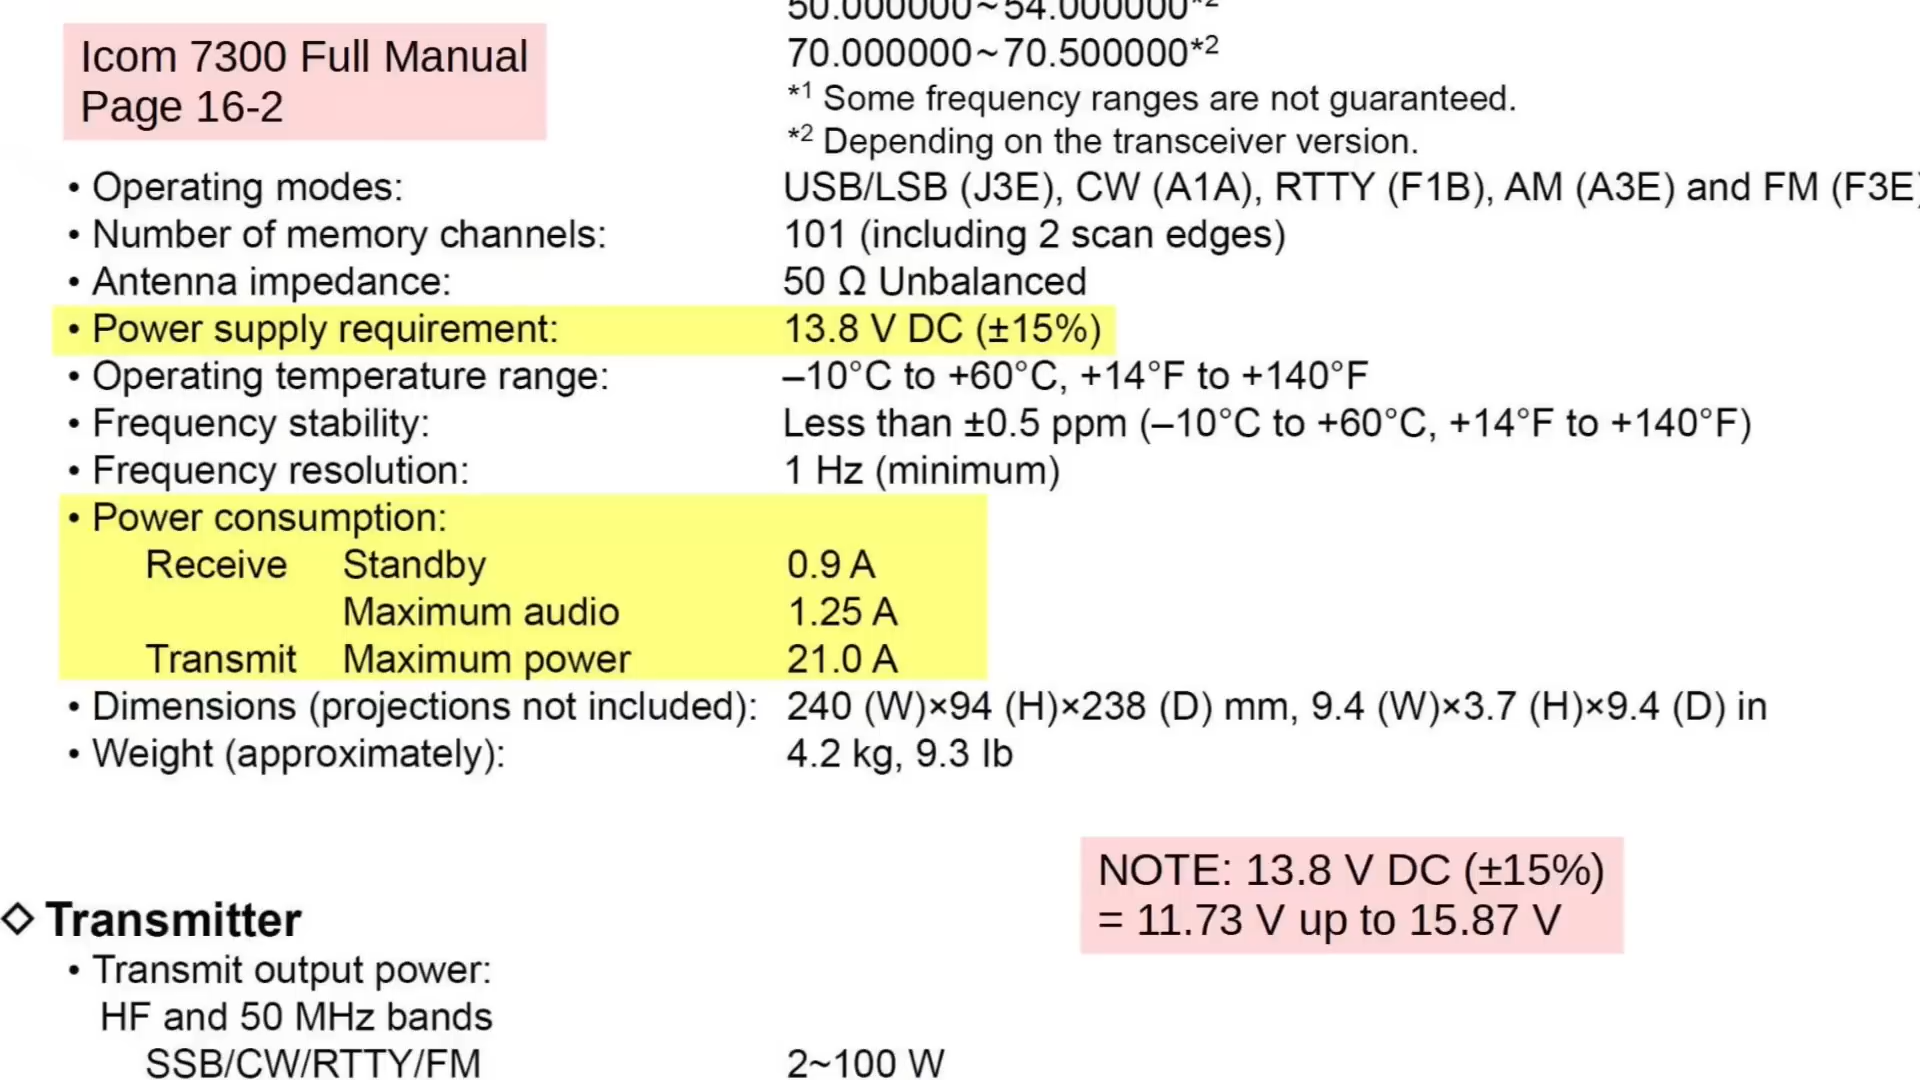 50.000000~54.000000*2
Icom 7300 Full Manual
Page 16-2
70.000000~70.500000*2
*1 Some frequency ranges are not guaranteed.
*2 Depending on the transceiver version.
• Operating modes: USB/LSB (J3E), CW (A1A), RTTY (F1B), AM (A3E) and FM (F3E)
• Number of memory channels: 101 (including 2 scan edges)
• Antenna impedance: 50 Ω Unbalanced
• Power supply requirement: 13.8 V DC (±15%)
• Operating temperature range: –10°C to +60°C, +14°F to +140°F
• Frequency stability: Less than ±0.5 ppm (–10°C to +60°C, +14°F to +140°F)
• Frequency resolution: 1 Hz (minimum)
• Power consumption:
Receive Standby 0.9 A
Maximum audio 1.25 A
Transmit Maximum power 21.0 A
• Dimensions (projections not included): 240 (W)×94 (H)×238 (D) mm, 9.4 (W)×3.7 (H)×9.4 (D) in
• Weight (approximately): 4.2 kg, 9.3 lb
NOTE: 13.8 V DC (±15%)
= 11.73 V up to 15.87 V
◇ Transmitter
• Transmit output power:
HF and 50 MHz bands
SSB/CW/RTTY/FM 2~100 W